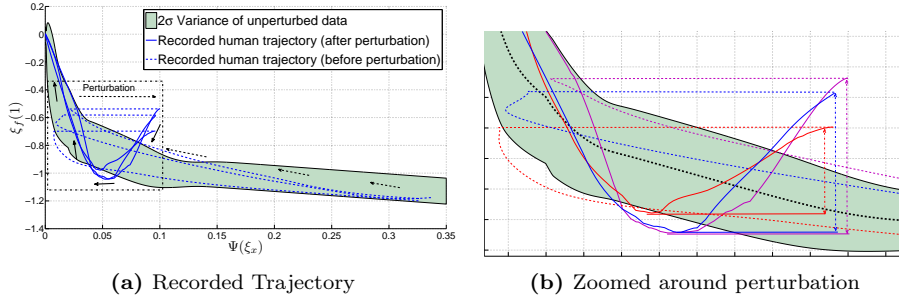 2σ Variance of unperturbed data
Recorded human trajectory (after perturbation)
Recorded human trajectory (before perturbation)
Perturbation
0.2
0
−0.2
−0.4
−0.6
−0.8
−1
−1.2
−1.4
ξf(1)
0 0.05 0.1 0.15 0.2 0.25 0.3 0.35
Ψ(ξx)
(a) Recorded Trajectory
(b) Zoomed around perturbation